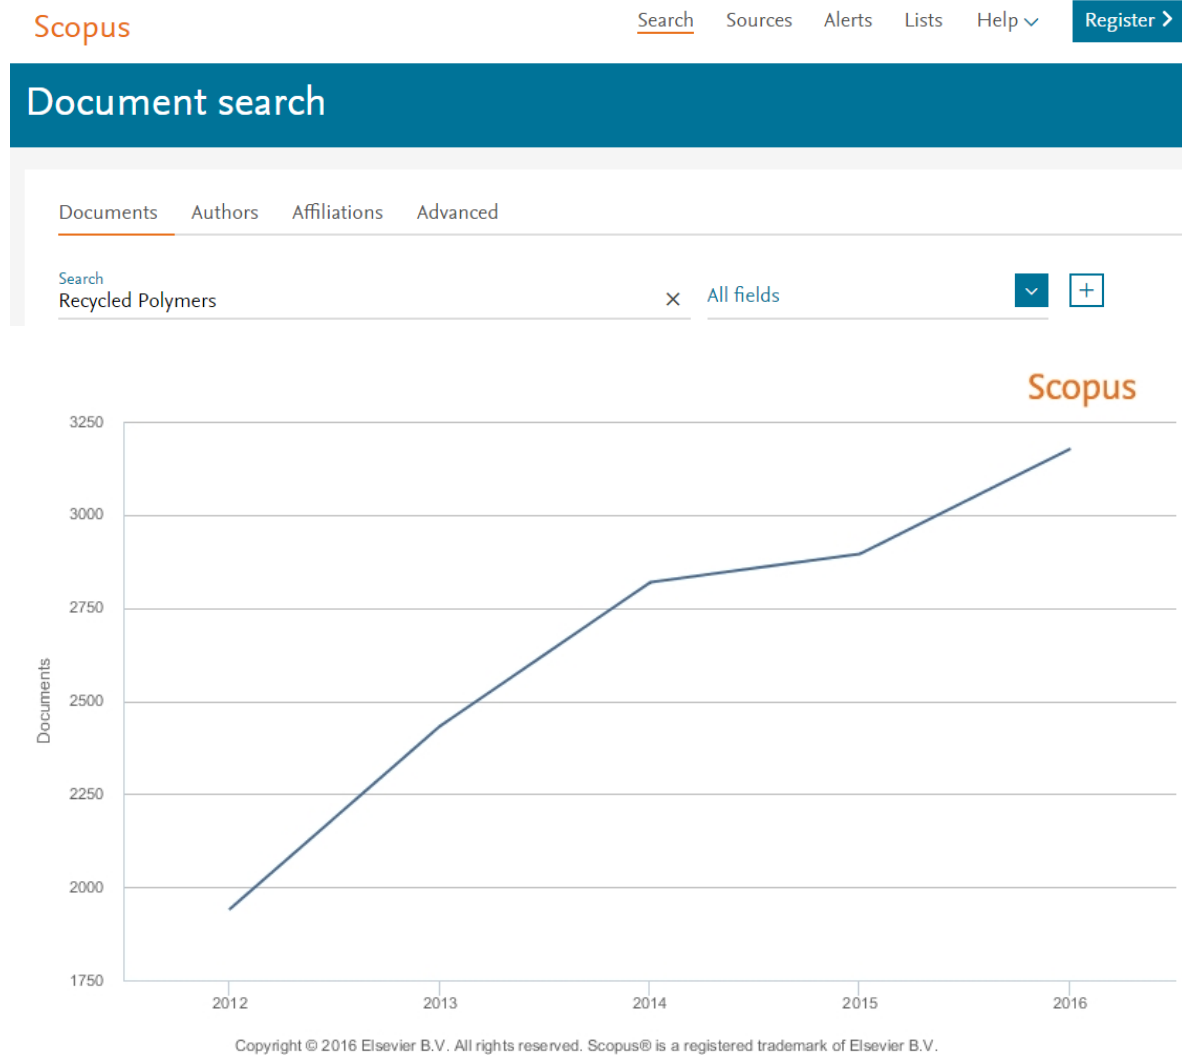 Scopus
Search Sources Alerts Lists Help Register
Document search
Documents Authors Affiliations Advanced
Search
Recycled Polymers
All fields
Scopus
3250
3000
2750
2500
2250
2000
1750
Documents
2012 2013 2014 2015 2016
Copyright © 2016 Elsevier B.V. All rights reserved. Scopus® is a registered trademark of Elsevier B.V.